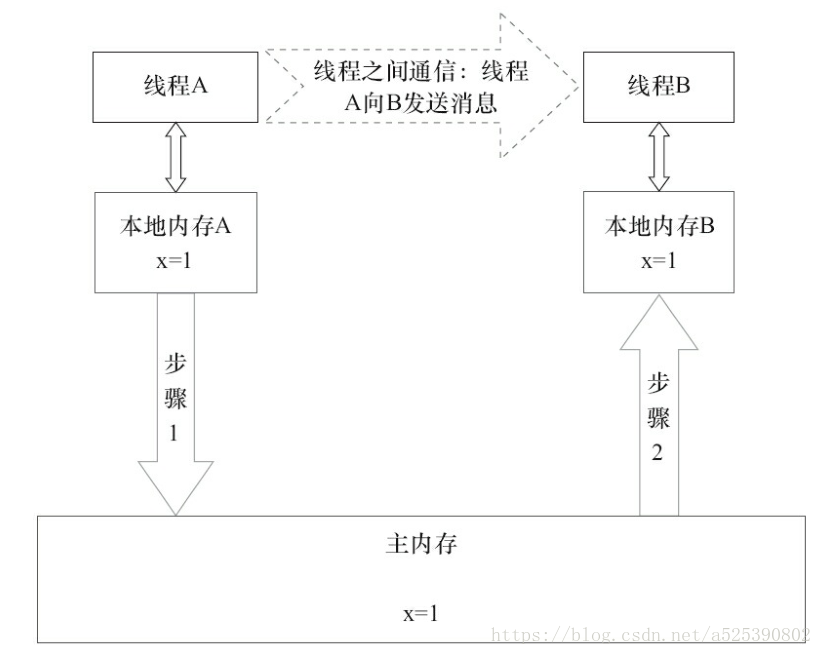 线程A
线程之间通信：线程
A向B发送消息
线程B
本地内存A
x=1
本地内存B
x=1
步
骤
1
步
骤
2
主内存
x=1
https://blog.csdn.net/a525390802